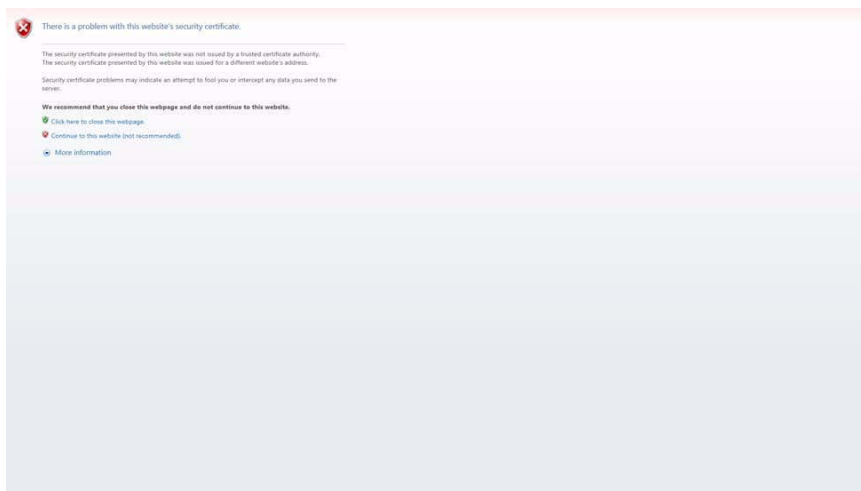 There is a problem with this website's security certificate.
The security certificate presented by this website was not issued by a trusted certificate authority.
The security certificate presented by this website was issued for a different website's address.
Security certificate problems may indicate an attempt to fool you or intercept any data you send to the
server.
We recommend that you close this webpage and do not continue to this website.
Click here to close this webpage.
Continue to this website (not recommended).
More information